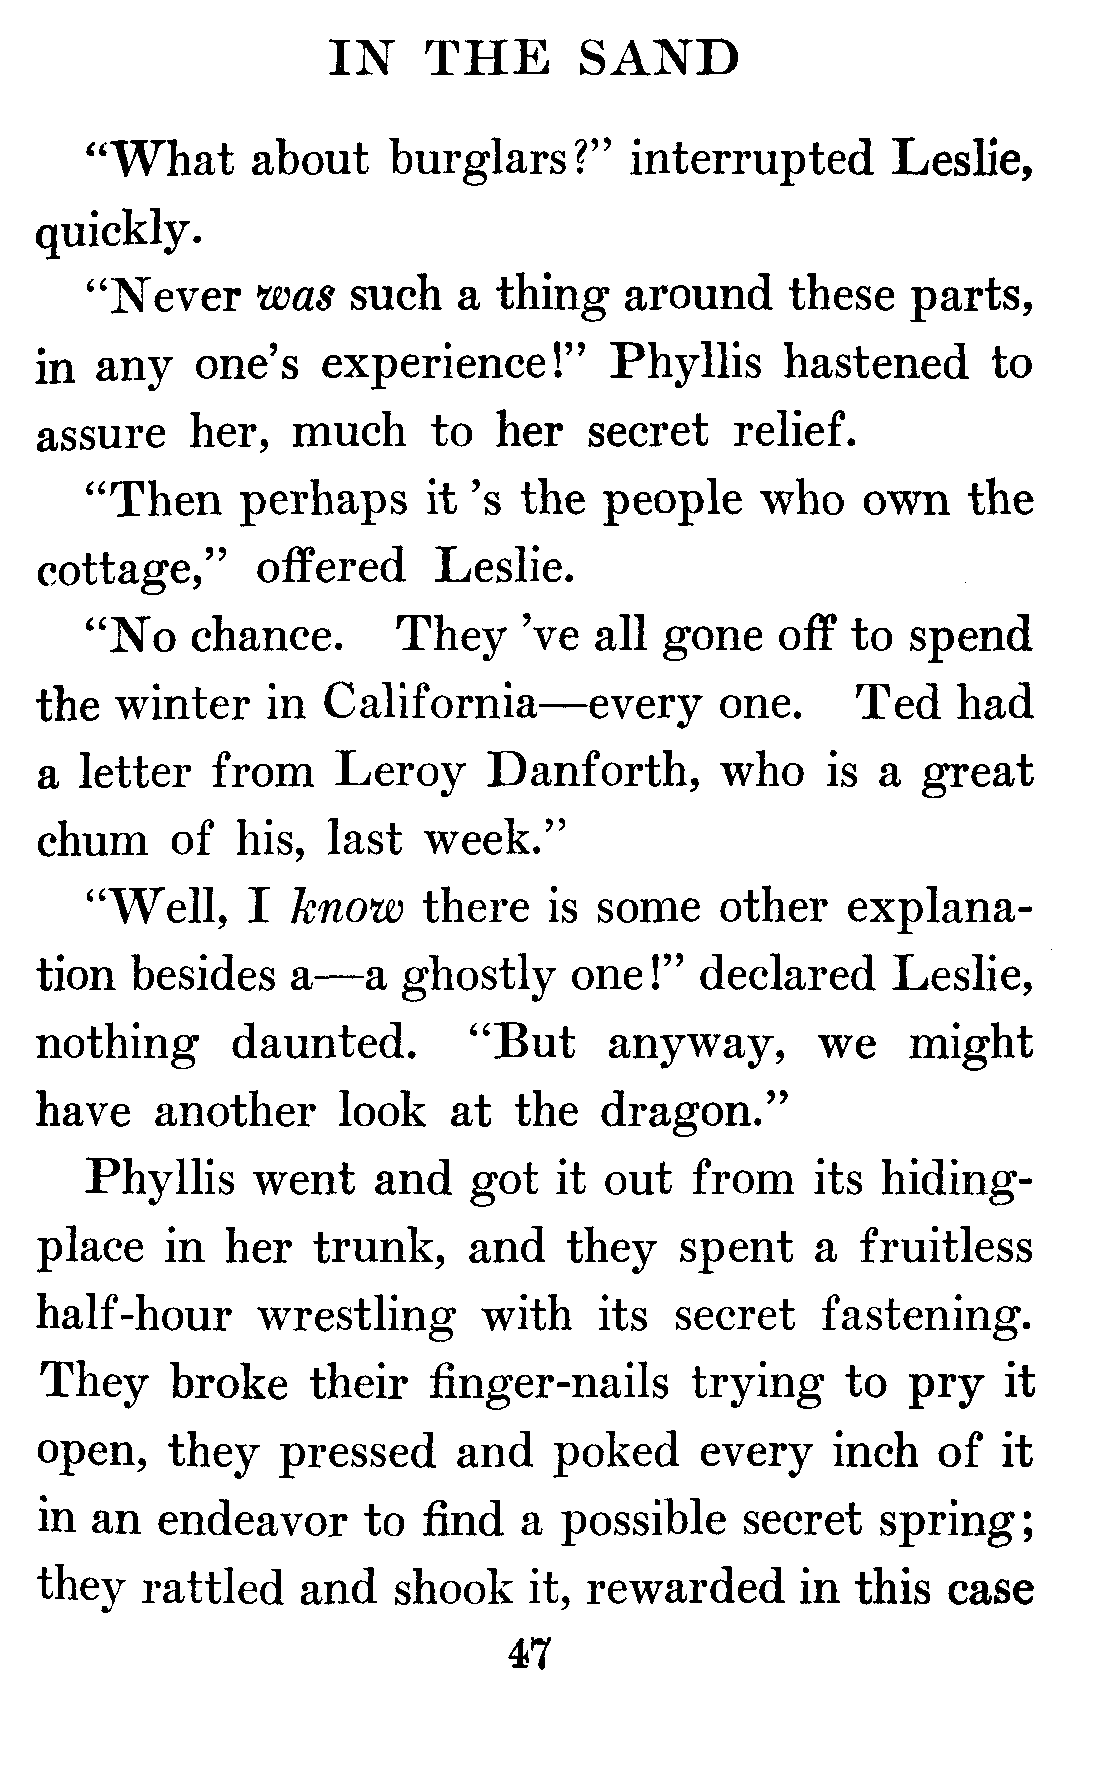 IN THE SAND
“What about burglars?” interrupted Leslie,
quickly.
“Never was such a thing around these parts,
in any one’s experience!” Phyllis hastened to
assure her, much to her secret relief.
“Then perhaps it ’s the people who own the
cottage,” offered Leslie.
“No chance. They ’ve all gone off to spend
the winter in California—every one. Ted had
a letter from Leroy Danforth, who is a great
chum of his, last week.”
“Well, I know there is some other explana-
tion besides a—a ghostly one!” declared Leslie,
nothing daunted. “But anyway, we might
have another look at the dragon.”
Phyllis went and got it out from its hiding-
place in her trunk, and they spent a fruitless
half-hour wrestling with its secret fastening.
They broke their finger-nails trying to pry it
open, they pressed and poked every inch of it
in an endeavor to find a possible secret spring;
they rattled and shook it, rewarded in this case
47